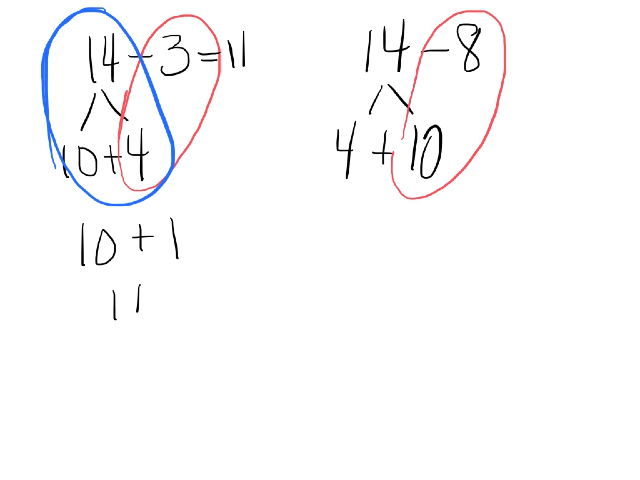 14 - 3 = 11
10 + 4
10 + 1
11
14 - 8
4 + 10